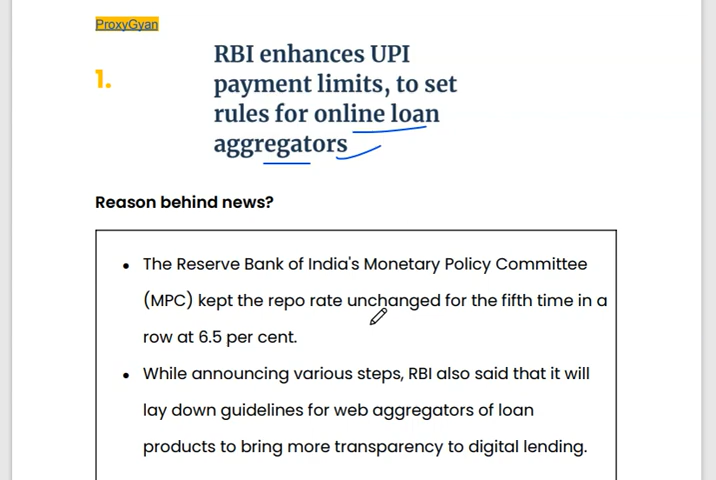 ProxyGyan
1.
RBI enhances UPI
payment limits, to set
rules for online loan
aggregators
Reason behind news?
• The Reserve Bank of India's Monetary Policy Committee
(MPC) kept the repo rate unchanged for the fifth time in a
row at 6.5 per cent.
• While announcing various steps, RBI also said that it will
lay down guidelines for web aggregators of loan
products to bring more transparency to digital lending.